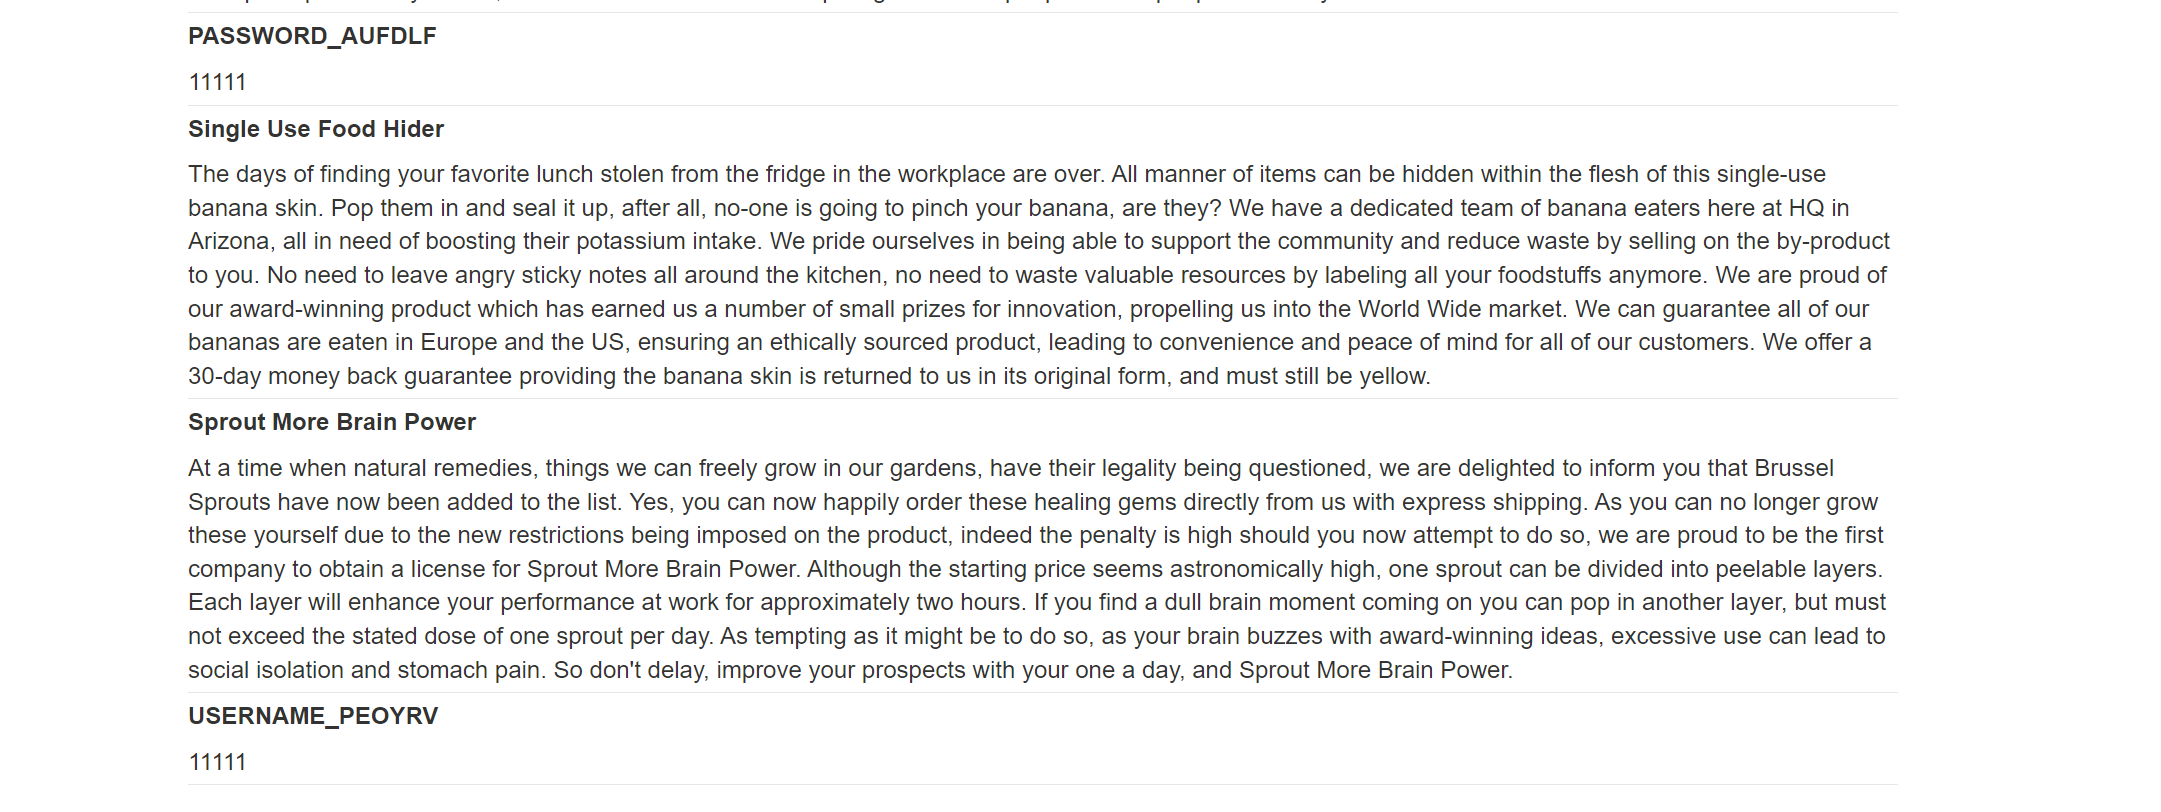 PASSWORD_AUFDLF
11111
Single Use Food Hider
The days of finding your favorite lunch stolen from the fridge in the workplace are over. All manner of items can be hidden within the flesh of this single-use
banana skin. Pop them in and seal it up, after all, no-one is going to pinch your banana, are they? We have a dedicated team of banana eaters here at HQ in
Arizona, all in need of boosting their potassium intake. We pride ourselves in being able to support the community and reduce waste by selling on the by-product
to you. No need to leave angry sticky notes all around the kitchen, no need to waste valuable resources by labeling all your foodstuffs anymore. We are proud of
our award-winning product which has earned us a number of small prizes for innovation, propelling us into the World Wide market. We can guarantee all of our
bananas are eaten in Europe and the US, ensuring an ethically sourced product, leading to convenience and peace of mind for all of our customers. We offer a
30-day money back guarantee providing the banana skin is returned to us in its original form, and must still be yellow.
Sprout More Brain Power
At a time when natural remedies, things we can freely grow in our gardens, have their legality being questioned, we are delighted to inform you that Brussel
Sprouts have now been added to the list. Yes, you can now happily order these healing gems directly from us with express shipping. As you can no longer grow
these yourself due to the new restrictions being imposed on the product, indeed the penalty is high should you now attempt to do so, we are proud to be the first
company to obtain a license for Sprout More Brain Power. Although the starting price seems astronomically high, one sprout can be divided into peelable layers.
Each layer will enhance your performance at work for approximately two hours. If you find a dull brain moment coming on you can pop in another layer, but must
not exceed the stated dose of one sprout per day. As tempting as it might be to do so, as your brain buzzes with award-winning ideas, excessive use can lead to
social isolation and stomach pain. So don't delay, improve your prospects with your one a day, and Sprout More Brain Power.
USERNAME_PEOYRV
11111